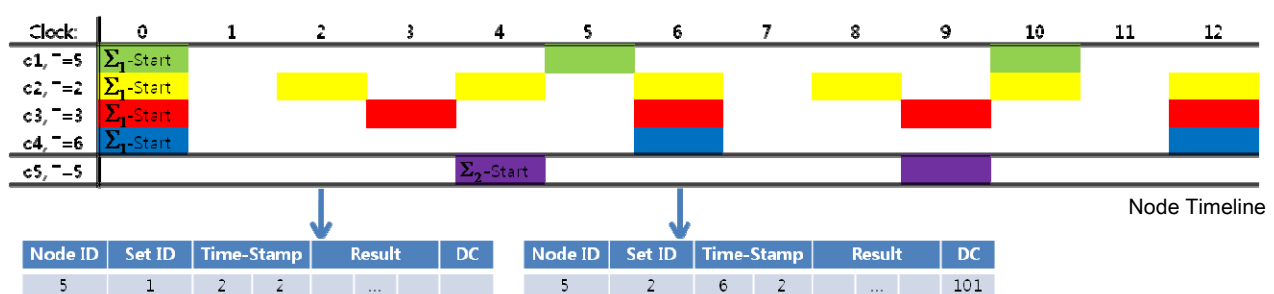 Clock: 0 1 2 3 4 5 6 7 8 9 10 11 12
c1, ‾=5 Σ1-Start
c2, ‾=2 Σ1-Start
c3, ‾=3 Σ1-Start
c4, ‾=6 Σ1-Start
c5, ‾=5 Σ2-Start
Node Timeline
Node ID Set ID Time-Stamp Result DC
5 1 2 2 ...
Node ID Set ID Time-Stamp Result DC
5 2 6 2 ... 101